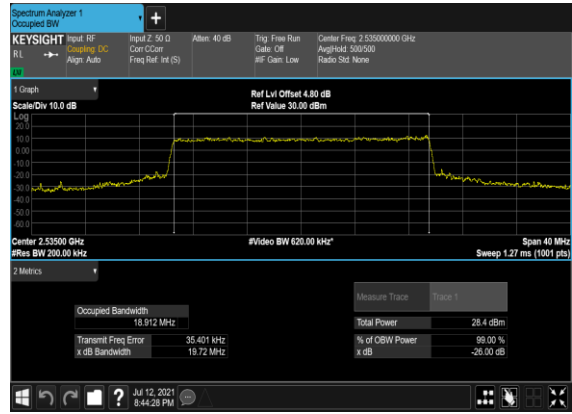 Spectrum Analyzer 1
Occupied BW
+
KEYSIGHT Input: RF Input Z: 50 Ω Atten: 40 dB Trig: Free Run Center Freq: 2.535000000 GHz
RL Coupling: DC Corr CCorr Gate: Off Avg|Hold: 500/500
Align: Auto Freq Ref: Int (S) #IF Gain: Low Radio Std: None
LW
1 Graph
Ref Lvl Offset 4.80 dB
Scale/Div 10.0 dB Ref Value 30.00 dBm
Log
20.0
10.0
0.00
-10.0
-20.0
-30.0
-40.0
-50.0
-60.0
Center 2.53500 GHz #Video BW 620.00 kHz* Span 40 MHz
#Res BW 200.00 kHz Sweep 1.27 ms (1001 pts)
2 Metrics
Measure Trace Trace 1
Occupied Bandwidth
18.912 MHz Total Power 28.4 dBm
Transmit Freq Error 35.401 kHz % of OBW Power 99.00 %
x dB Bandwidth 19.72 MHz x dB -26.00 dB
? Jul 12, 2021
8:44:28 PM